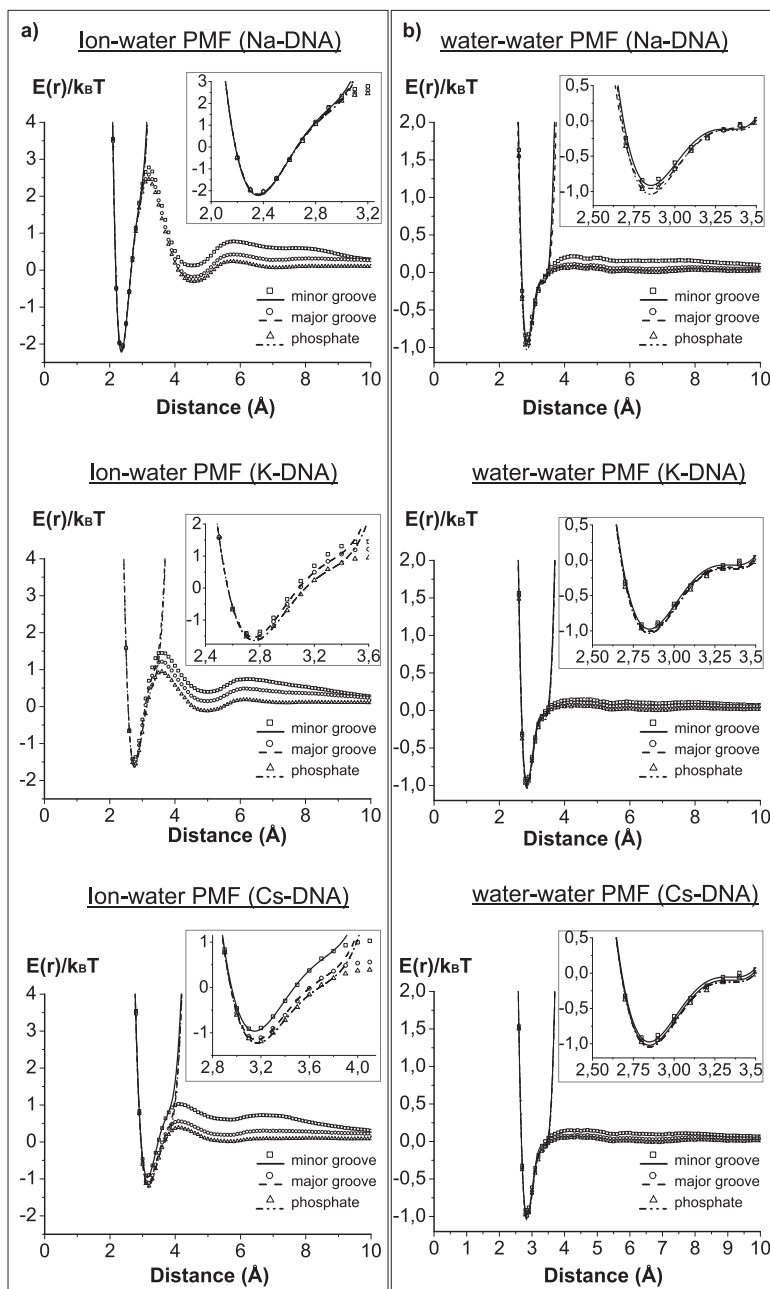 a)
Ion-water PMF (Na-DNA)
E(r)/kBT
4
3
2
1
0
-1
-2
3
2
1
0
-1
-2
2,0 2,4 2,8 3,2
minor groove
major groove
phosphate
0 2 4 6 8 10
Distance (Å)
Ion-water PMF (K-DNA)
E(r)/kBT
4
3
2
1
0
-1
-2
2
1
0
-1
2,4 2,8 3,2 3,6
minor groove
major groove
phosphate
0 2 4 6 8 10
Distance (Å)
Ion-water PMF (Cs-DNA)
E(r)/kBT
4
3
2
1
0
-1
-2
1
0
-1
2,8 3,2 3,6 4,0
minor groove
major groove
phosphate
0 2 4 6 8 10
Distance (Å)
b)
water-water PMF (Na-DNA)
E(r)/kBT
2,0
1,5
1,0
0,5
0,0
-0,5
-1,0
0,5
0,0
-0,5
-1,0
2,50 2,75 3,00 3,25 3,5
minor groove
major groove
phosphate
0 2 4 6 8 10
Distance (Å)
water-water PMF (K-DNA)
E(r)/kBT
2,0
1,5
1,0
0,5
0,0
-0,5
-1,0
0,5
0,0
-0,5
-1,0
2,50 2,75 3,00 3,25 3,5
minor groove
major groove
phosphate
0 2 4 6 8 10
Distance (Å)
water-water PMF (Cs-DNA)
E(r)/kBT
2,0
1,5
1,0
0,5
0,0
-0,5
-1,0
0,5
0,0
-0,5
-1,0
2,50 2,75 3,00 3,25 3,5
minor groove
major groove
phosphate
0 1 2 3 4 5 6 7 8 9 10
Distance (Å)